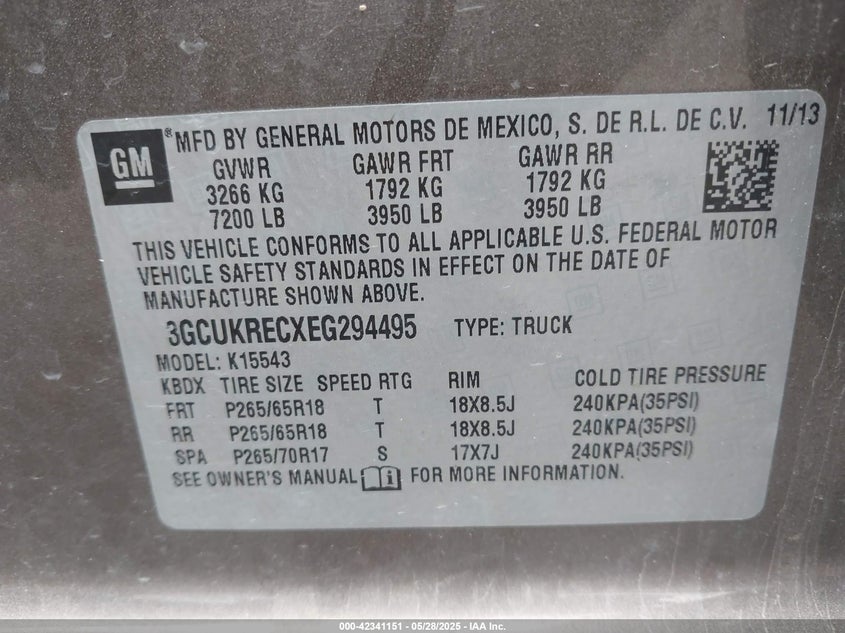 GM ® MFD BY GENERAL MOTORS DE MEXICO, S. DE R.L. DE C.V. 11/13
GVWR GAWR FRT GAWR RR
3266 KG 1792 KG 1792 KG
7200 LB 3950 LB 3950 LB
THIS VEHICLE CONFORMS TO ALL APPLICABLE U.S. FEDERAL MOTOR
VEHICLE SAFETY STANDARDS IN EFFECT ON THE DATE OF
MANUFACTURE SHOWN ABOVE.
3GCUKRECXEG294495 TYPE: TRUCK
MODEL: K15543
KBDX TIRE SIZE SPEED RTG RIM COLD TIRE PRESSURE
FRT P265/65R18 T 18X8.5J 240KPA(35PSI)
RR P265/65R18 T 18X8.5J 240KPA(35PSI)
SPA P265/70R17 S 17X7J 240KPA(35PSI)
SEE OWNER'S MANUAL FOR MORE INFORMATION.
000-42341151 - 05/28/2025 - IAA Inc.